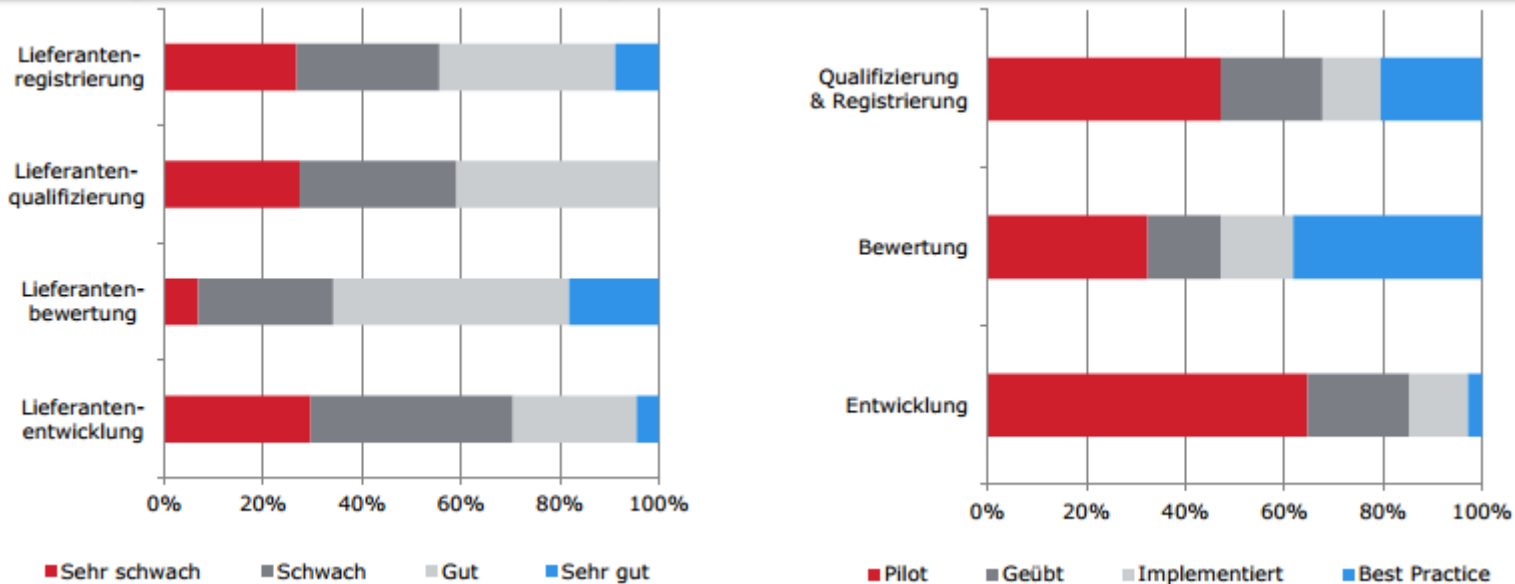 Lieferanten-
registrierung
Lieferanten-
qualifizierung
Lieferanten-
bewertung
Lieferanten-
entwicklung
0% 20% 40% 60% 80% 100%
Sehr schwach Schwach Gut Sehr gut
Qualifizierung
& Registrierung
Bewertung
Entwicklung
0% 20% 40% 60% 80% 100%
Pilot Geübt Implementiert Best Practice